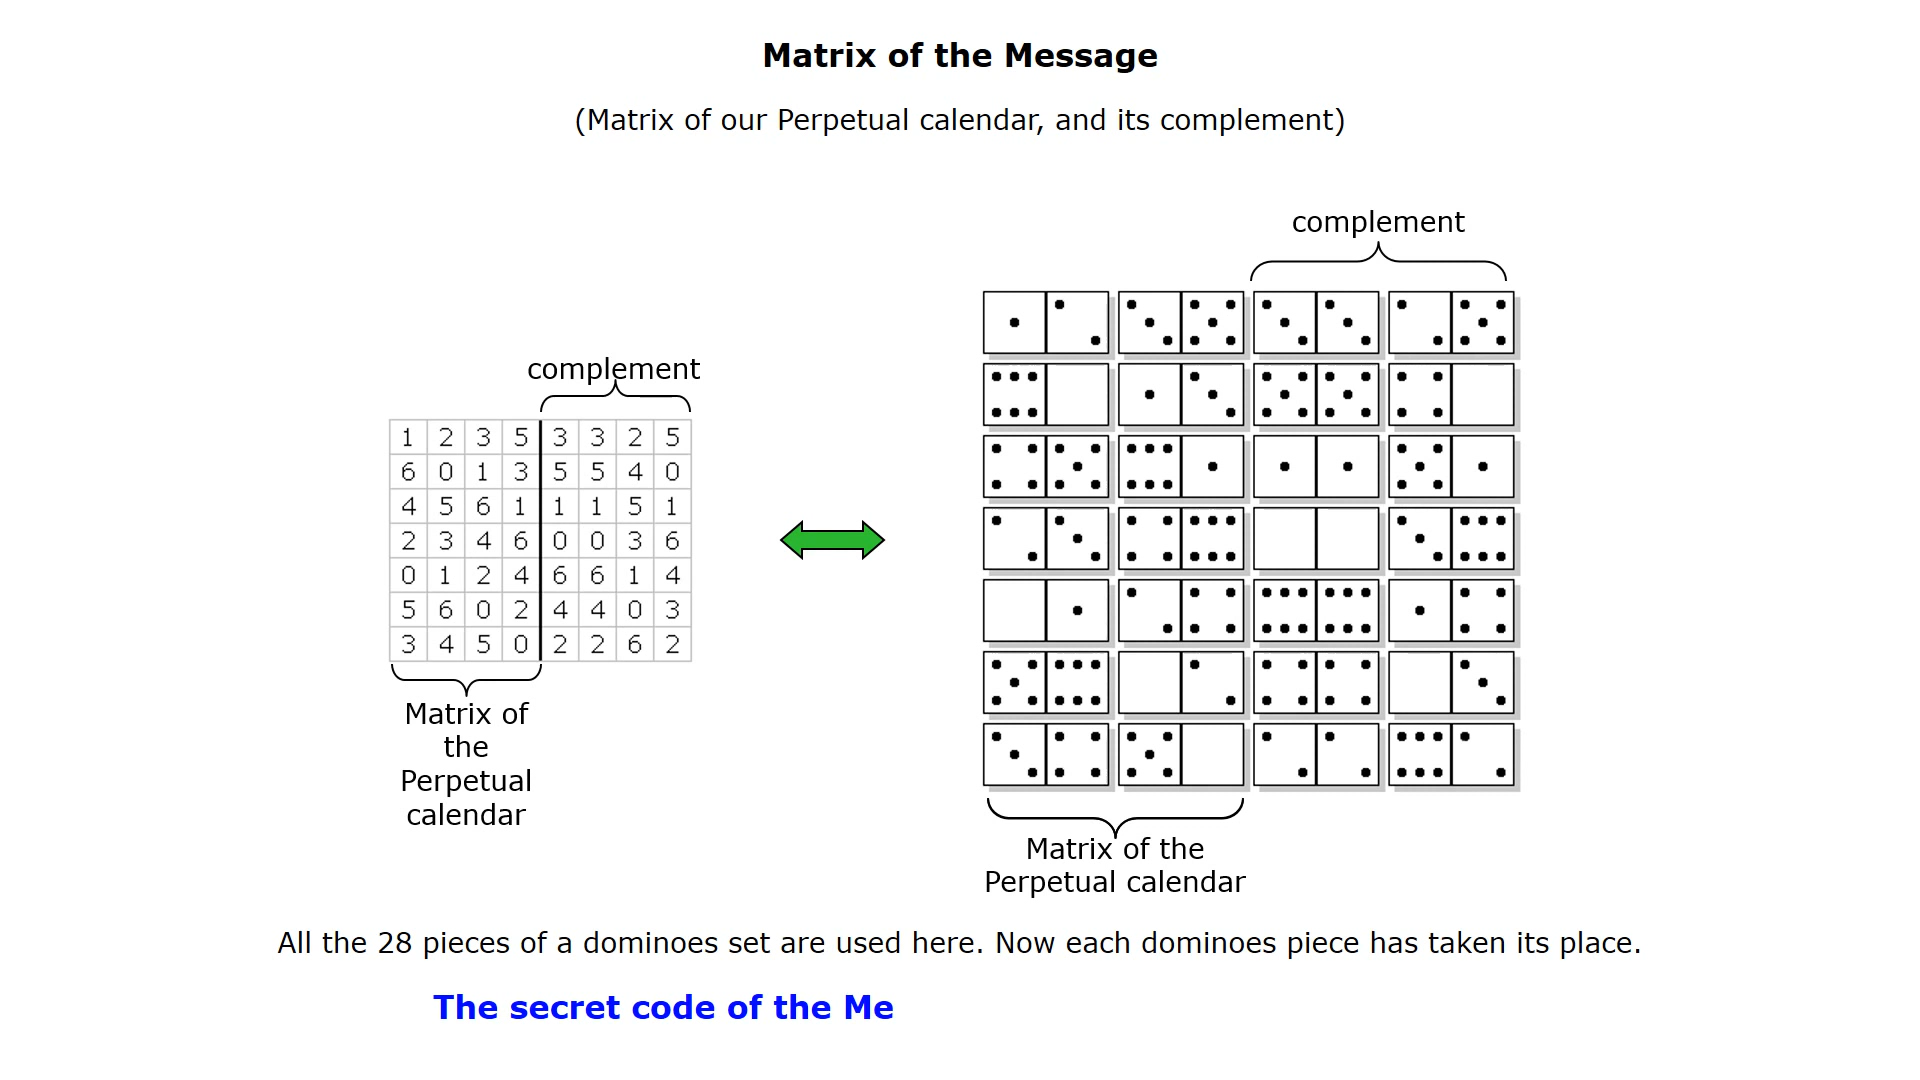 Matrix of the Message
(Matrix of our Perpetual calendar, and its complement)
complement
complement
1 2 3 5 3 3 2 5
6 0 1 3 5 5 4 0
4 5 6 1 1 1 5 1
2 3 4 6 0 0 3 6
0 1 2 4 6 6 1 4
5 6 0 2 4 4 0 3
3 4 5 0 2 2 6 2
Matrix of
the
Perpetual
calendar
Matrix of the
Perpetual calendar
All the 28 pieces of a dominoes set are used here. Now each dominoes piece has taken its place.
The secret code of the Me